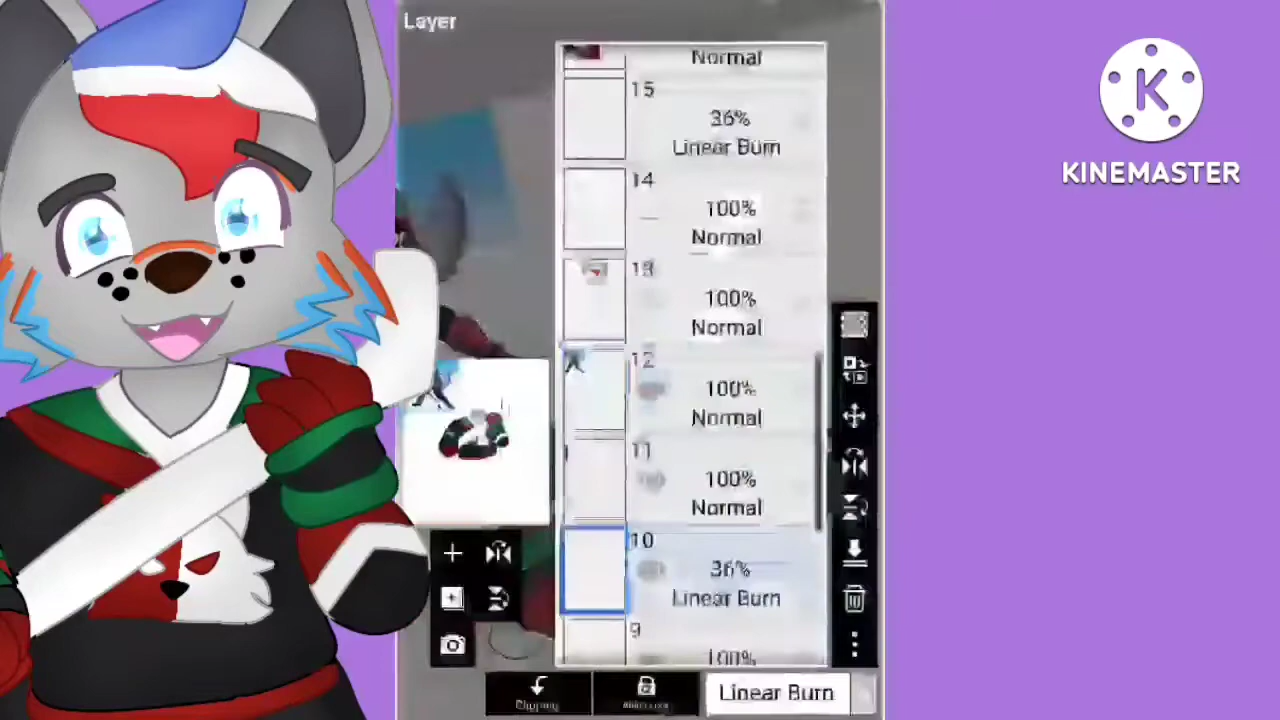 Layer
Normal
15
36%
Linear Burn
14
100%
Normal
13
100%
Normal
12
100%
Normal
11
100%
Normal
10
36%
Linear Burn
9
100%
Clipping
Linear Burn
K
KINEMASTER